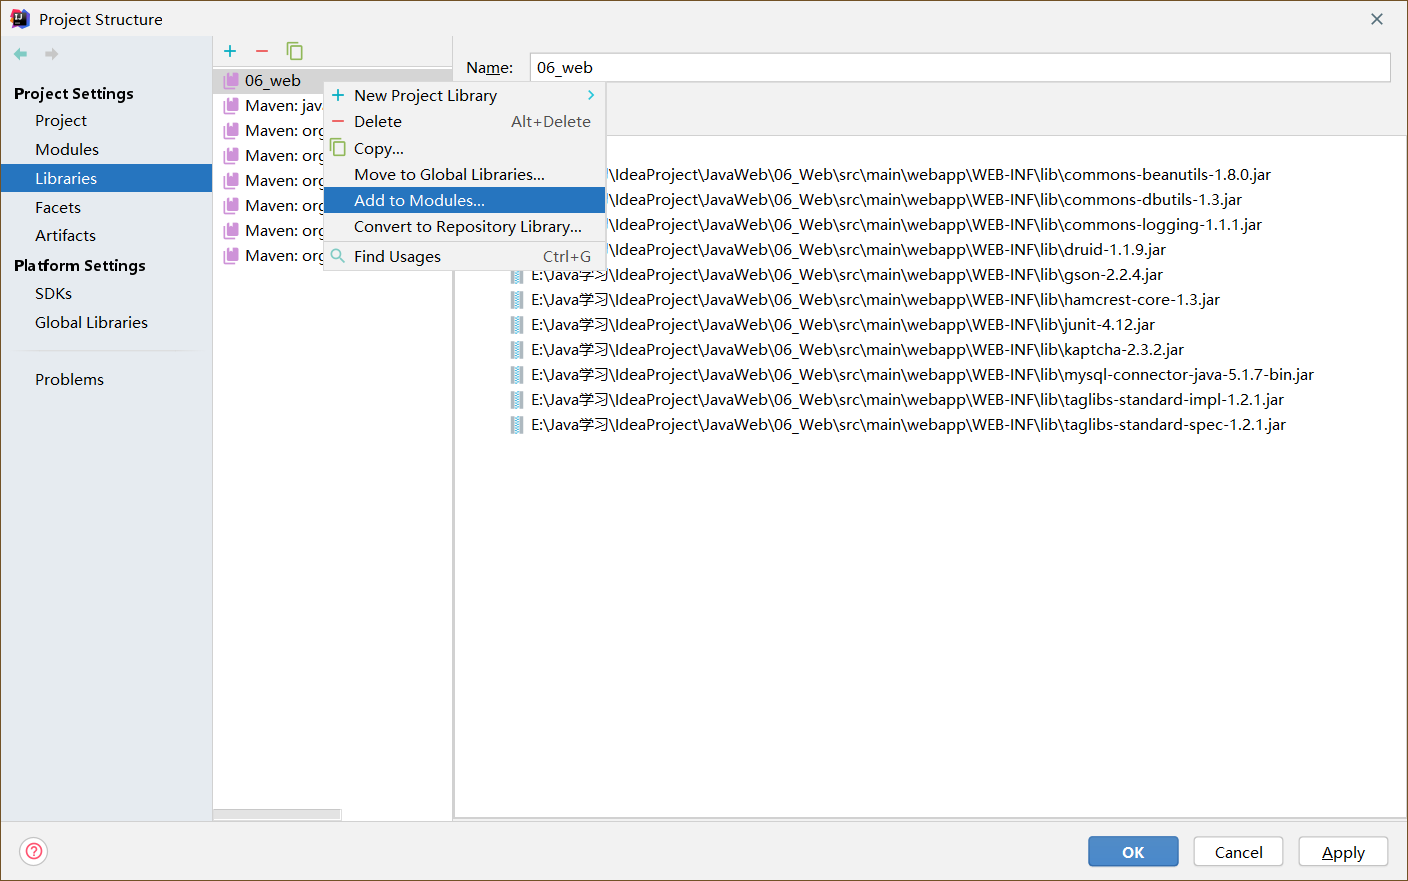 Project Structure
Project Settings
Project
Modules
Libraries
Facets
Artifacts
Platform Settings
SDKs
Global Libraries
Problems
06_web
Maven: java
Maven: org
Maven: org
Maven: org
Maven: org
Maven: org
Maven: org
New Project Library
Delete Alt+Delete
Copy...
Move to Global Libraries...
Add to Modules...
Convert to Repository Library...
Find Usages Ctrl+G
Name: 06_web
\IdeaProject\JavaWeb\06_Web\src\main\webapp\WEB-INF\lib\commons-beanutils-1.8.0.jar
\IdeaProject\JavaWeb\06_Web\src\main\webapp\WEB-INF\lib\commons-dbutils-1.3.jar
\IdeaProject\JavaWeb\06_Web\src\main\webapp\WEB-INF\lib\commons-logging-1.1.1.jar
\IdeaProject\JavaWeb\06_Web\src\main\webapp\WEB-INF\lib\druid-1.1.9.jar
E:\Java学习\IdeaProject\JavaWeb\06_Web\src\main\webapp\WEB-INF\lib\gson-2.2.4.jar
E:\Java学习\IdeaProject\JavaWeb\06_Web\src\main\webapp\WEB-INF\lib\hamcrest-core-1.3.jar
E:\Java学习\IdeaProject\JavaWeb\06_Web\src\main\webapp\WEB-INF\lib\junit-4.12.jar
E:\Java学习\IdeaProject\JavaWeb\06_Web\src\main\webapp\WEB-INF\lib\kaptcha-2.3.2.jar
E:\Java学习\IdeaProject\JavaWeb\06_Web\src\main\webapp\WEB-INF\lib\mysql-connector-java-5.1.7-bin.jar
E:\Java学习\IdeaProject\JavaWeb\06_Web\src\main\webapp\WEB-INF\lib\taglibs-standard-impl-1.2.1.jar
E:\Java学习\IdeaProject\JavaWeb\06_Web\src\main\webapp\WEB-INF\lib\taglibs-standard-spec-1.2.1.jar
OK
Cancel
Apply